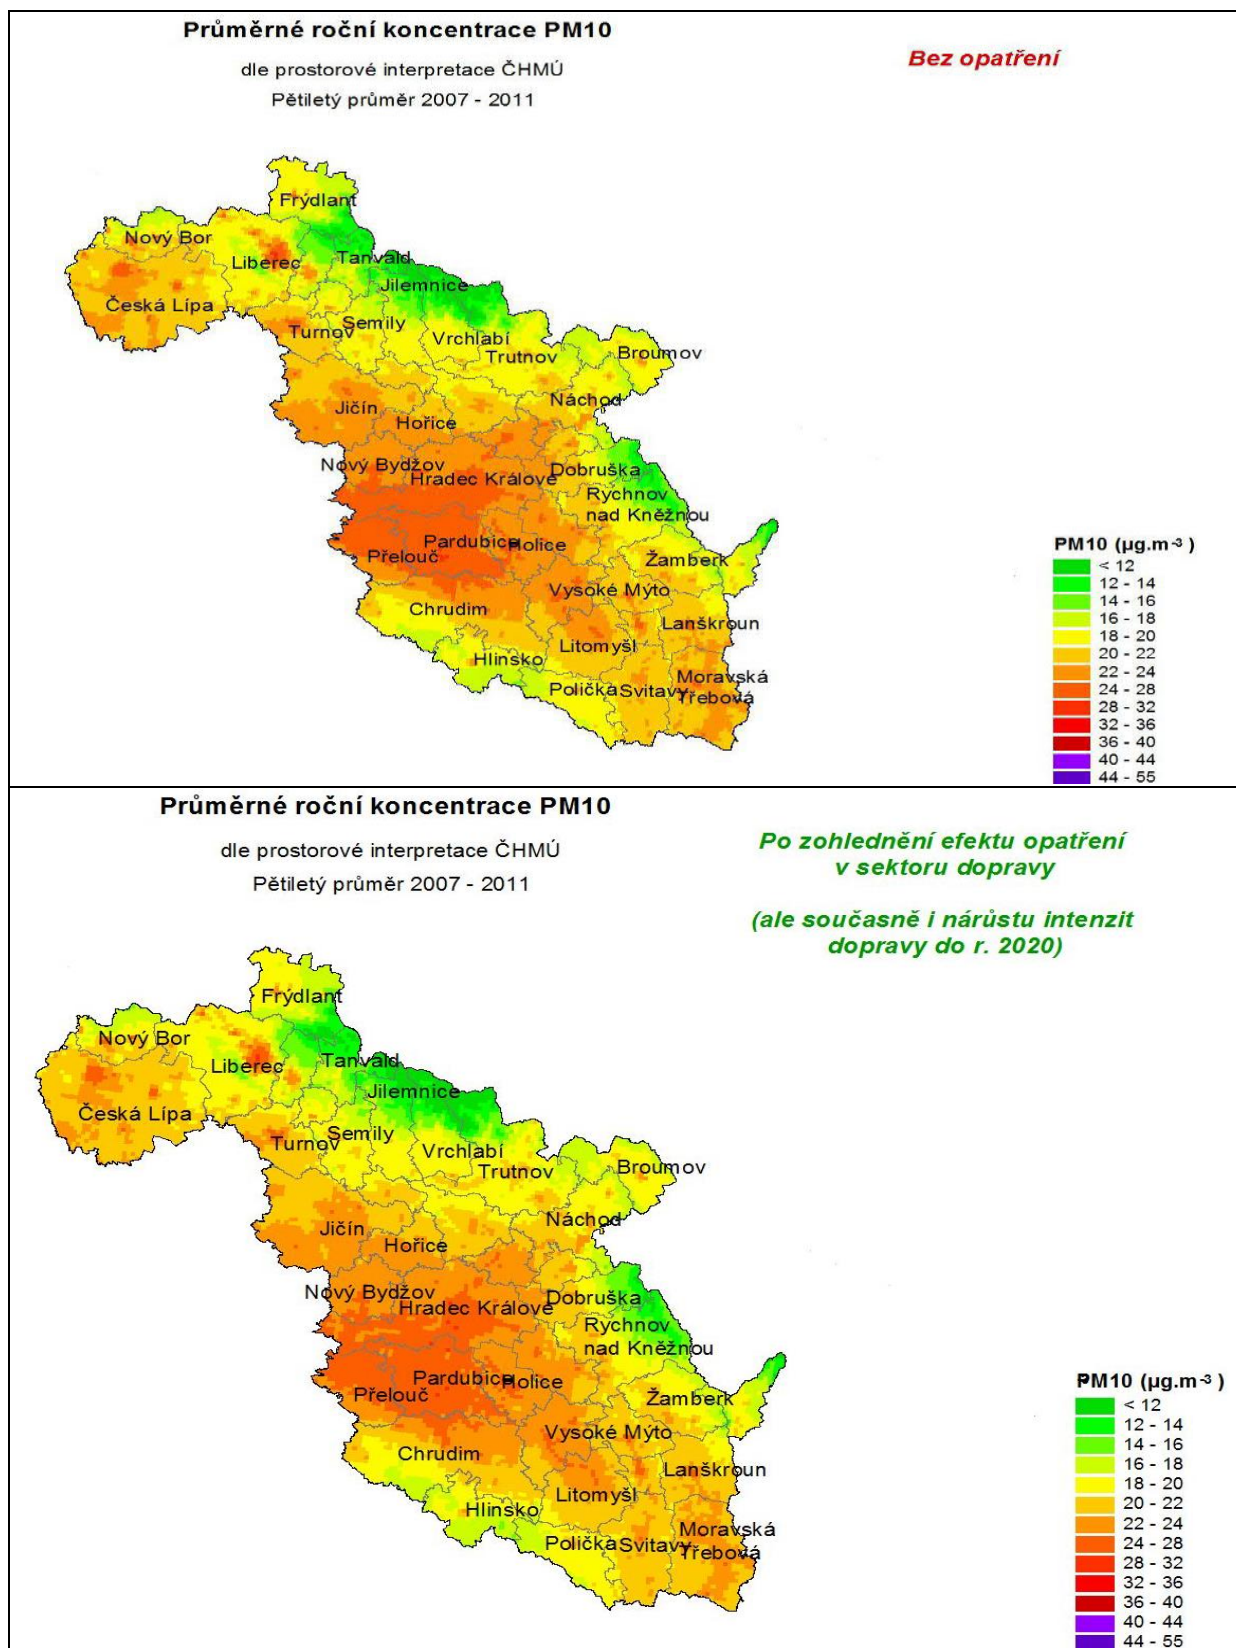 Průměrné roční koncentrace PM10
Bez opatření
dle prostorové interpretace ČHMÚ
Pětiletý průměr 2007 - 2011
Frýdlant
Nový Bor
Liberec
Tanvald
Jilemnice
Česká Lípa
Turnov
Semily
Vrchlabí
Trutnov
Broumov
Náchod
Jičín
Hořice
Nový Bydžov
Hradec Králové
Dobruška
Rychnov
nad Kněžnou
Pardubice
Holice
Přelouč
Žamberk
Vysoké Mýto
Chrudim
Lanškroun
Litomyšl
Hlinsko
Moravská
Třebová
Polička
Svitavy
PM10 (µg.m-3 )
< 12
12 - 14
14 - 16
16 - 18
18 - 20
20 - 22
22 - 24
24 - 28
28 - 32
32 - 36
36 - 40
40 - 44
44 - 55
Průměrné roční koncentrace PM10
dle prostorové interpretace ČHMÚ
Pětiletý průměr 2007 - 2011
Po zohlednění efektu opatření
v sektoru dopravy
(ale současně i nárůstu intenzit
dopravy do r. 2020)
Frýdlant
Nový Bor
Liberec
Tanvald
Jilemnice
Česká Lípa
Turnov
Semily
Vrchlabí
Trutnov
Broumov
Náchod
Jičín
Hořice
Nový Bydžov
Hradec Králové
Dobruška
Rychnov
nad Kněžnou
Pardubice
Holice
Přelouč
Žamberk
Vysoké Mýto
Chrudim
Lanškroun
Litomyšl
Hlinsko
Moravská
Třebová
Polička
Svitavy
PM10 (µg.m-3 )
< 12
12 - 14
14 - 16
16 - 18
18 - 20
20 - 22
22 - 24
24 - 28
28 - 32
32 - 36
36 - 40
40 - 44
44 - 55